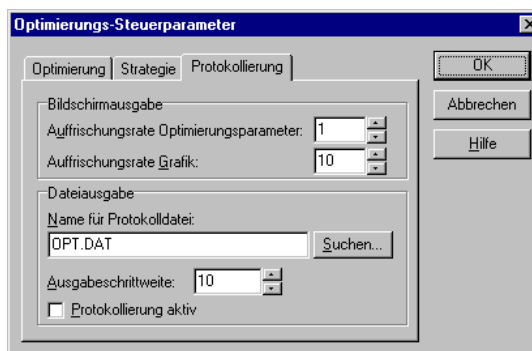 Optimierungs-Steuerparameter
Optimierung Strategie Protokollierung
OK
Abbrechen
Hilfe
Bildschirmausgabe
Auffrischungsrate Optimierungsparameter: 1
Auffrischungsrate Grafik: 10
Dateiausgabe
Name für Protokolldatei:
OPT.DAT Suchen...
Ausgabeschrittweite: 10
Protokollierung aktiv